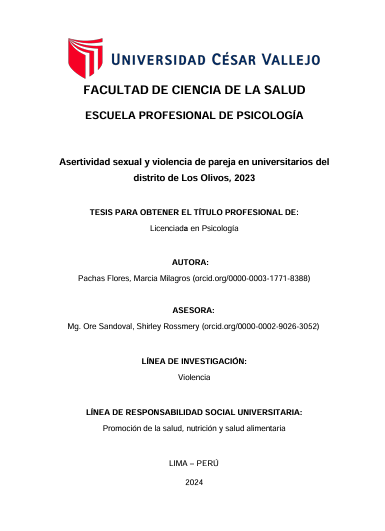 UNIVERSIDAD CÉSAR VALLEJO
FACULTAD DE CIENCIA DE LA SALUD
ESCUELA PROFESIONAL DE PSICOLOGÍA
Asertividad sexual y violencia de pareja en universitarios del
distrito de Los Olivos, 2023
TESIS PARA OBTENER EL TÍTULO PROFESIONAL DE:
Licenciada en Psicología
AUTORA:
Pachas Flores, Marcia Milagros (orcid.org/0000-0003-1771-8388)
ASESORA:
Mg. Ore Sandoval, Shirley Rossmery (orcid.org/0000-0002-9026-3052)
LÍNEA DE INVESTIGACIÓN:
Violencia
LÍNEA DE RESPONSABILIDAD SOCIAL UNIVERSITARIA:
Promoción de la salud, nutrición y salud alimentaria
LIMA – PERÚ
2024